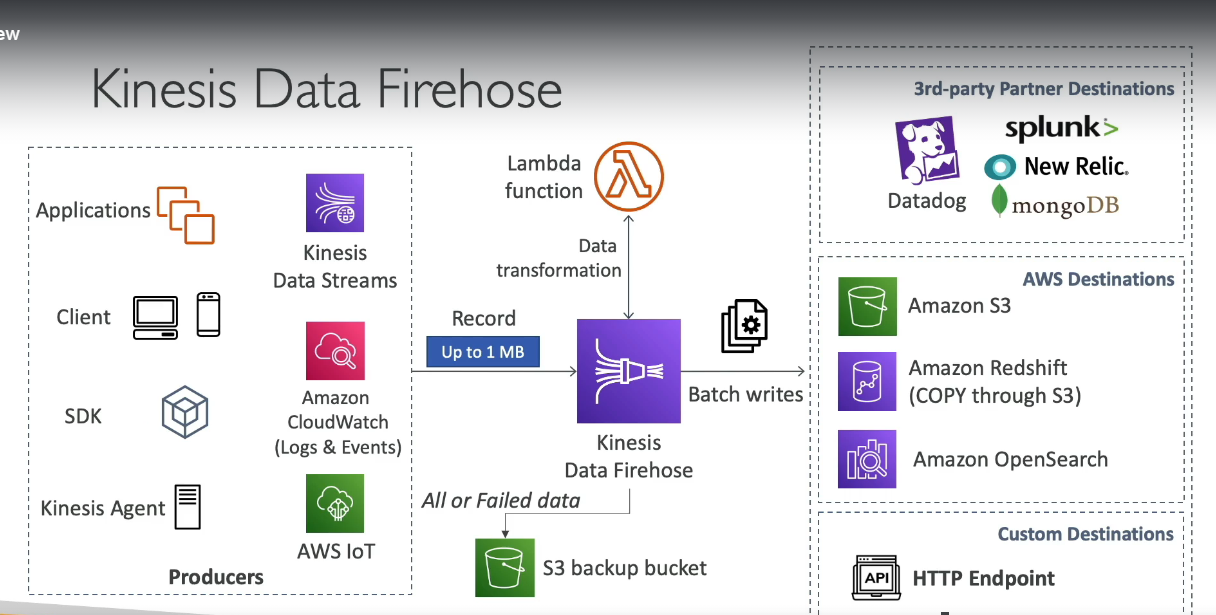 ew
Kinesis Data Firehose
Applications
Client
SDK
Kinesis Agent
Kinesis
Data Streams
Amazon
CloudWatch
(Logs & Events)
AWS IoT
Producers
Record
Up to 1 MB
Lambda
function
Data
transformation
Kinesis
Data Firehose
All or Failed data
S3 backup bucket
Batch writes
3rd-party Partner Destinations
Datadog
splunk>
New Relic.
mongoDB
AWS Destinations
Amazon S3
Amazon Redshift
(COPY through S3)
Amazon OpenSearch
Custom Destinations
API
HTTP Endpoint